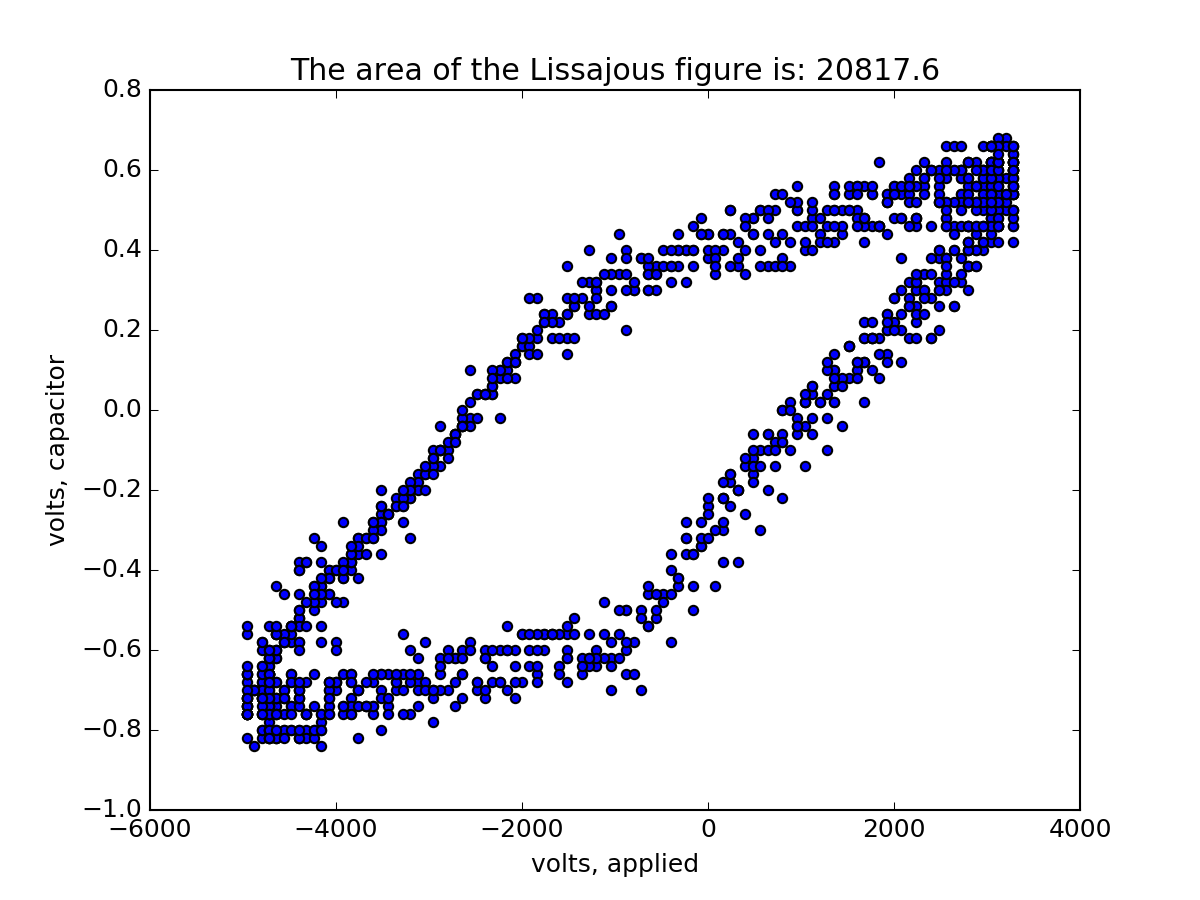 The area of the Lissajous figure is: 20817.6
0.8
0.6
0.4
0.2
0.0
−0.2
−0.4
−0.6
−0.8
−1.0
volts, capacitor
−6000 −4000 −2000 0 2000 4000
volts, applied